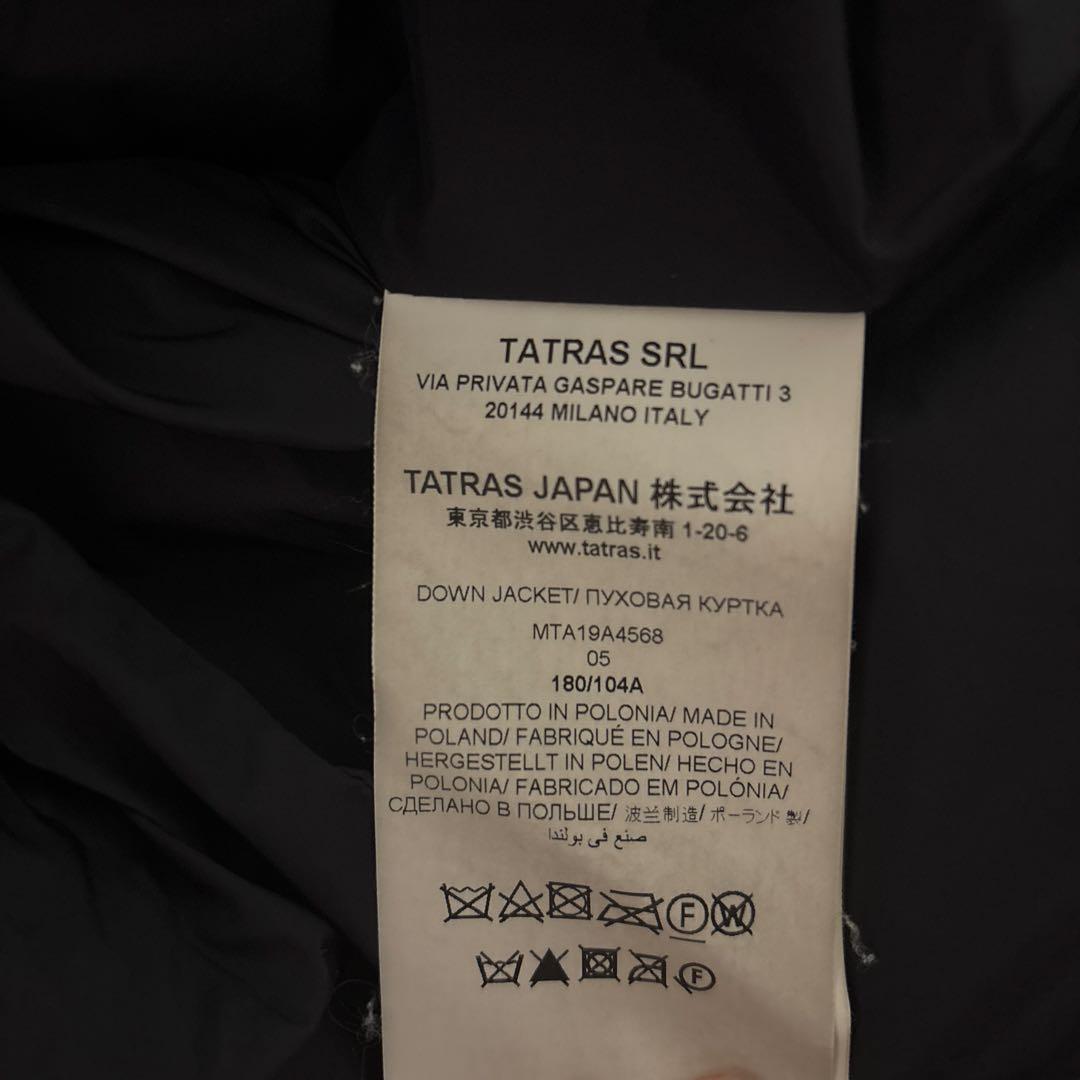 TATRAS SRL
VIA PRIVATA GASPARE BUGATTI 3
20144 MILANO ITALY
TATRAS JAPAN 株式会社
東京都渋谷区恵比寿南 1-20-6
www.tatras.it
DOWN JACKET/ ПУХОВАЯ КУРТКА
MTA19A4568
05
180/104A
PRODOTTO IN POLONIA/ MADE IN
POLAND/ FABRIQUÉ EN POLOGNE/
HERGESTELLT IN POLEN/ HECHO EN
POLONIA/ FABRICADO EM POLÓNIA/
СДЕЛАНО В ПОЛЬШЕ/ 波兰制造/ ポーランド 製/
صنع في بولندا
F W
F